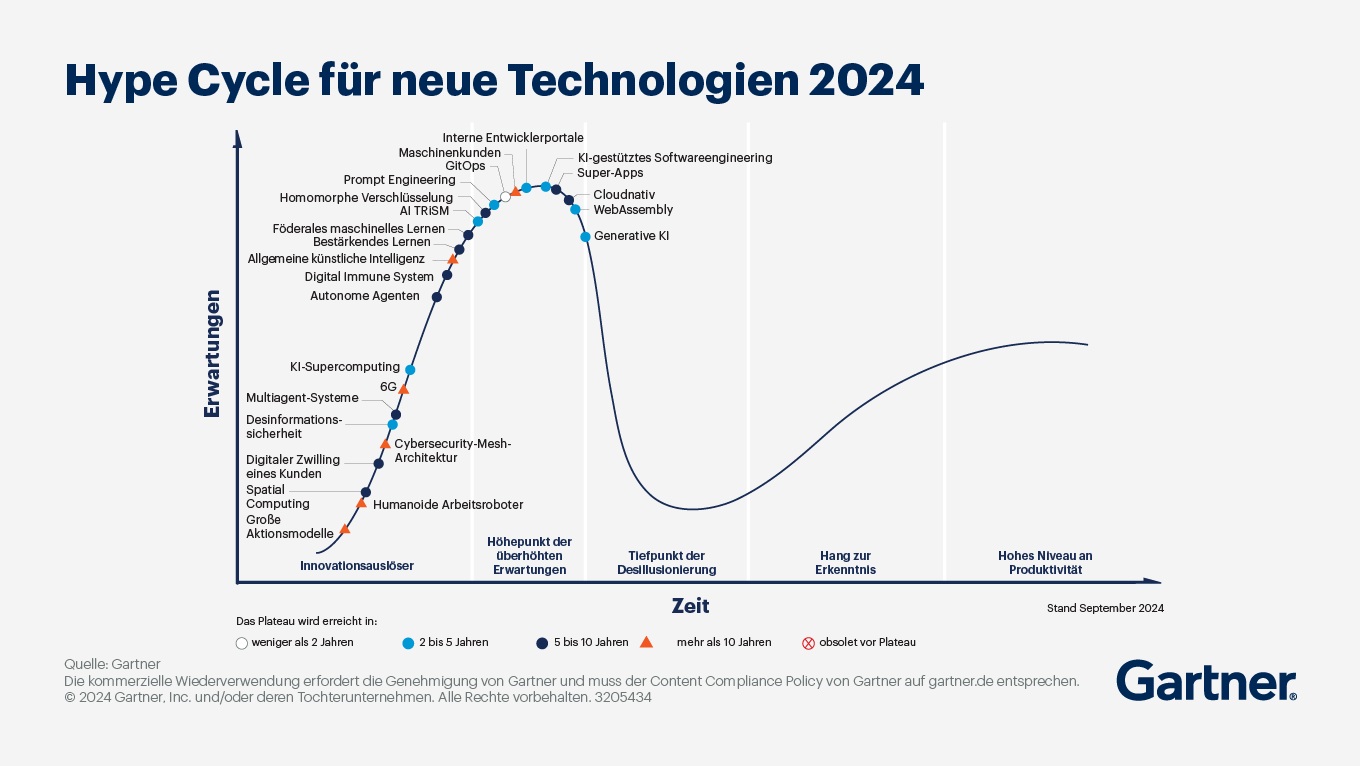 Hype Cycle für neue Technologien 2024
Interne Entwicklerportale
Maschinenkunden
GitOps
KI-gestütztes Softwareengineering
Super-Apps
Prompt Engineering
Homomorphe Verschlüsselung
Cloudnativ
AI TRiSM
WebAssembly
Föderales maschinelles Lernen
Bestärkendes Lernen
Generative KI
Allgemeine künstliche Intelligenz
Digital Immune System
Autonome Agenten
Erwartungen
KI-Supercomputing
6G
Multiagent-Systeme
Desinformations-
sicherheit
Cybersecurity-Mesh-
Architektur
Digitaler Zwilling
eines Kunden
Spatial
Computing
Humanoide Arbeitsroboter
Große
Aktionsmodelle
Innovationsauslöser
Höhepunkt der
überhöhten
Erwartungen
Tiefpunkt der
Desillusionierung
Hang zur
Erkenntnis
Hohes Niveau an
Produktivität
Zeit
Stand September 2024
Das Plateau wird erreicht in:
weniger als 2 Jahren
2 bis 5 Jahren
5 bis 10 Jahren
mehr als 10 Jahren
obsolet vor Plateau
Quelle: Gartner
Die kommerzielle Wiederverwendung erfordert die Genehmigung von Gartner und muss der Content Compliance Policy von Gartner auf gartner.de entsprechen.
© 2024 Gartner, Inc. und/oder deren Tochterunternehmen. Alle Rechte vorbehalten. 3205434
Gartner®